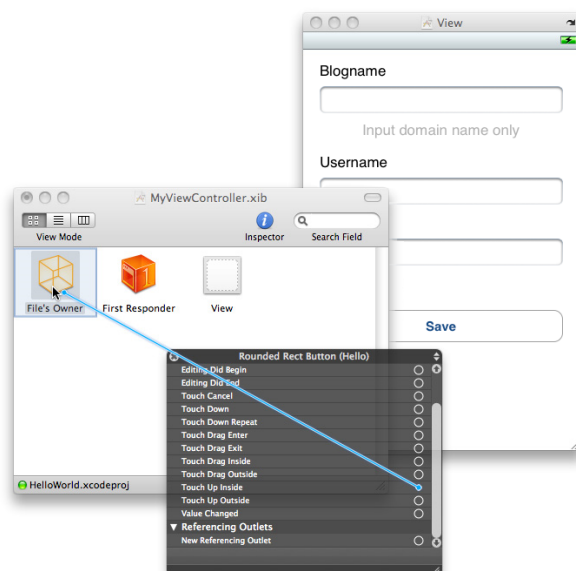 View
Blogname
Input domain name only
Username
MyViewController.xib
View Mode
Inspector
Search Field
File's Owner
First Responder
View
Save
Rounded Rect Button (Hello)
Editing Did Begin
Editing Did End
Touch Cancel
Touch Down
Touch Down Repeat
Touch Drag Enter
Touch Drag Exit
Touch Drag Inside
Touch Drag Outside
Touch Up Inside
Touch Up Outside
Value Changed
Referencing Outlets
New Referencing Outlet
HelloWorld.xcodeproj